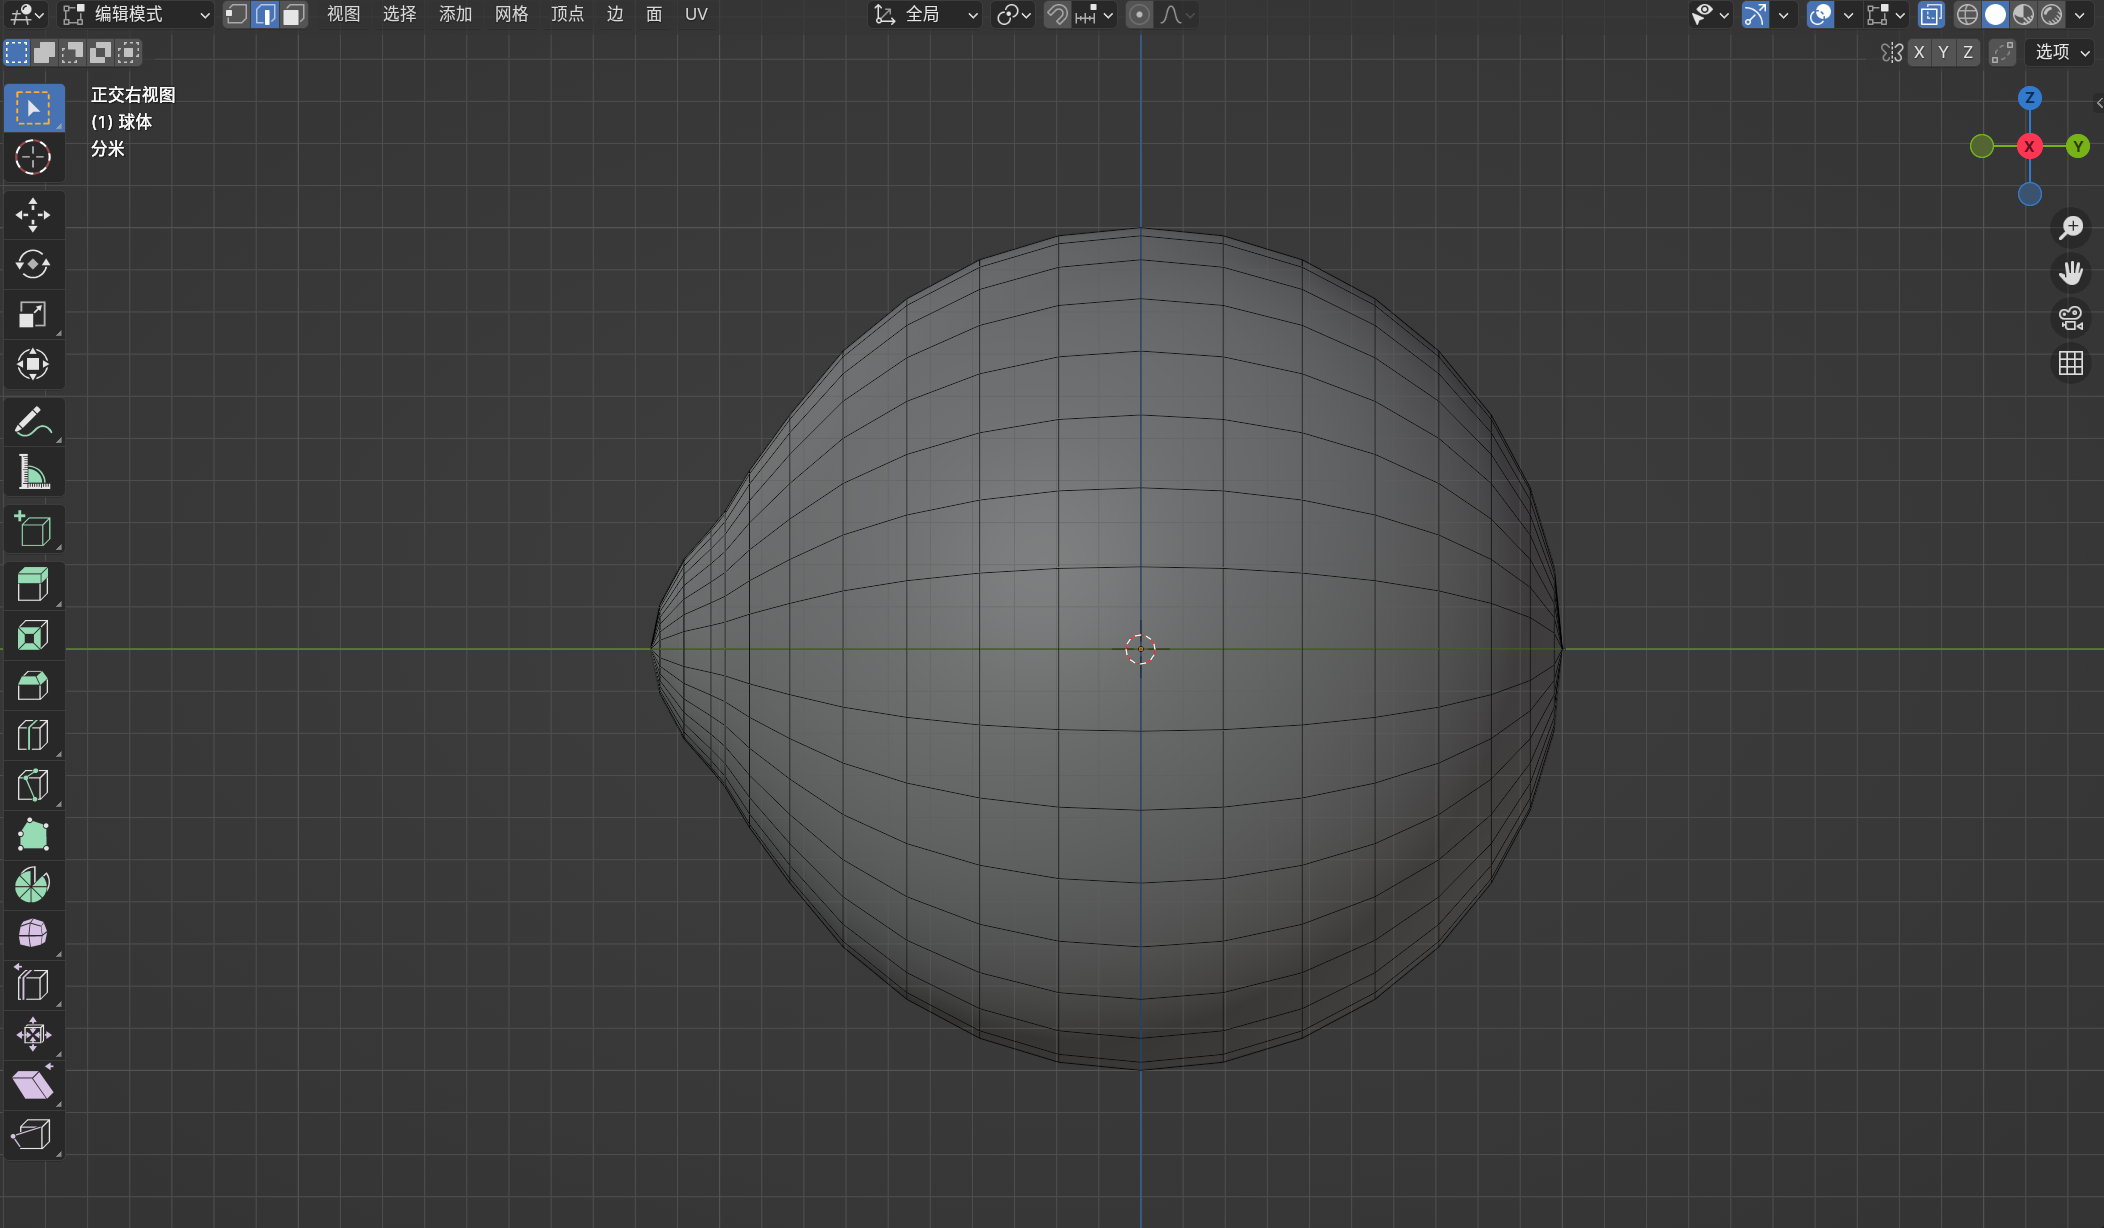 编辑模式 视图 选择 添加 网格 顶点 边 面 UV 全局
X Y Z 选项
正交右视图
(1) 球体
分米
Z
X Y